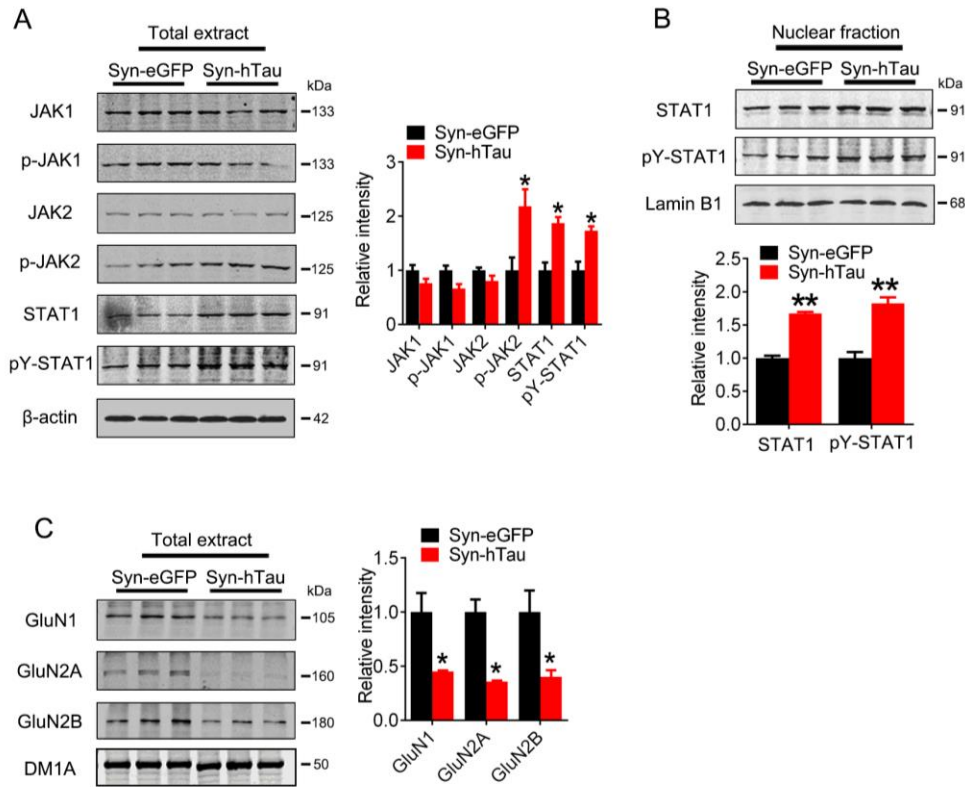 A
Total extract
Syn-eGFP Syn-hTau
kDa
JAK1
133
p-JAK1
133
JAK2
125
p-JAK2
125
STAT1
91
pY-STAT1
91
β-actin
42
Syn-eGFP
Syn-hTau
Relative intensity
3
2
1
0
JAK1
p-JAK1
JAK2
p-JAK2
STAT1
pY-STAT1
* * *
B
Nuclear fraction
Syn-eGFP Syn-hTau
kDa
STAT1
91
pY-STAT1
91
Lamin B1
68
Syn-eGFP
Syn-hTau
Relative intensity
2.5
2.0
1.5
1.0
0.5
0.0
** **
STAT1 pY-STAT1
C
Total extract
Syn-eGFP Syn-hTau
kDa
GluN1
105
GluN2A
160
GluN2B
180
DM1A
50
Syn-eGFP
Syn-hTau
Relative intensity
1.5
1.0
0.5
0.0
* * *
GluN1
GluN2A
GluN2B